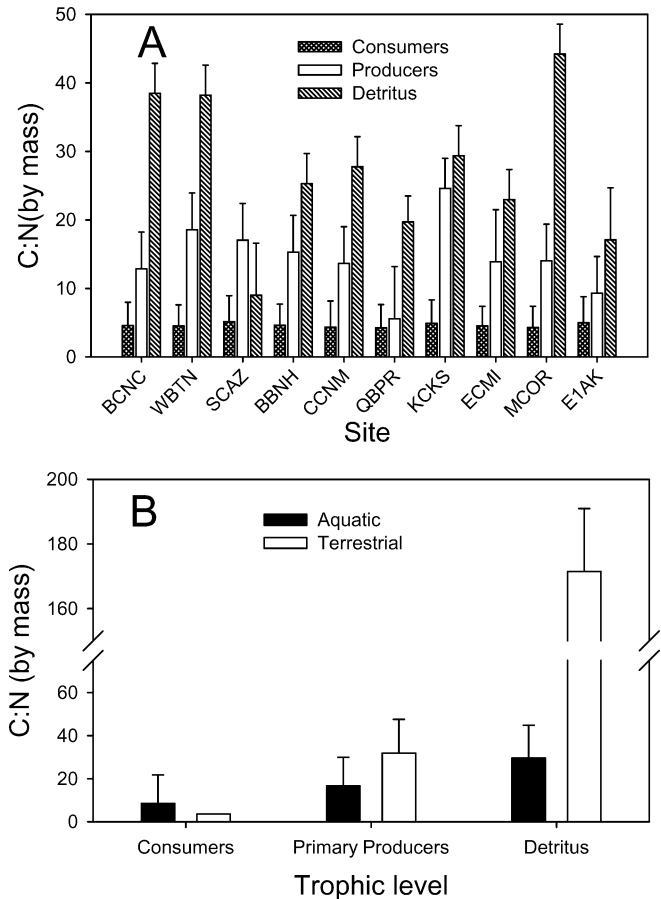 A
Consumers
Producers
Detritus
50
40
30
20
10
0
C:N(by mass)
BCNC
WBTN
SCAZ
BBNH
CCNM
QBPR
KCKS
ECMI
MCOR
E1AK
Site
B
Aquatic
Terrestrial
200
180
160
60
40
20
0
C:N (by mass)
Consumers
Primary Producers
Detritus
Trophic level